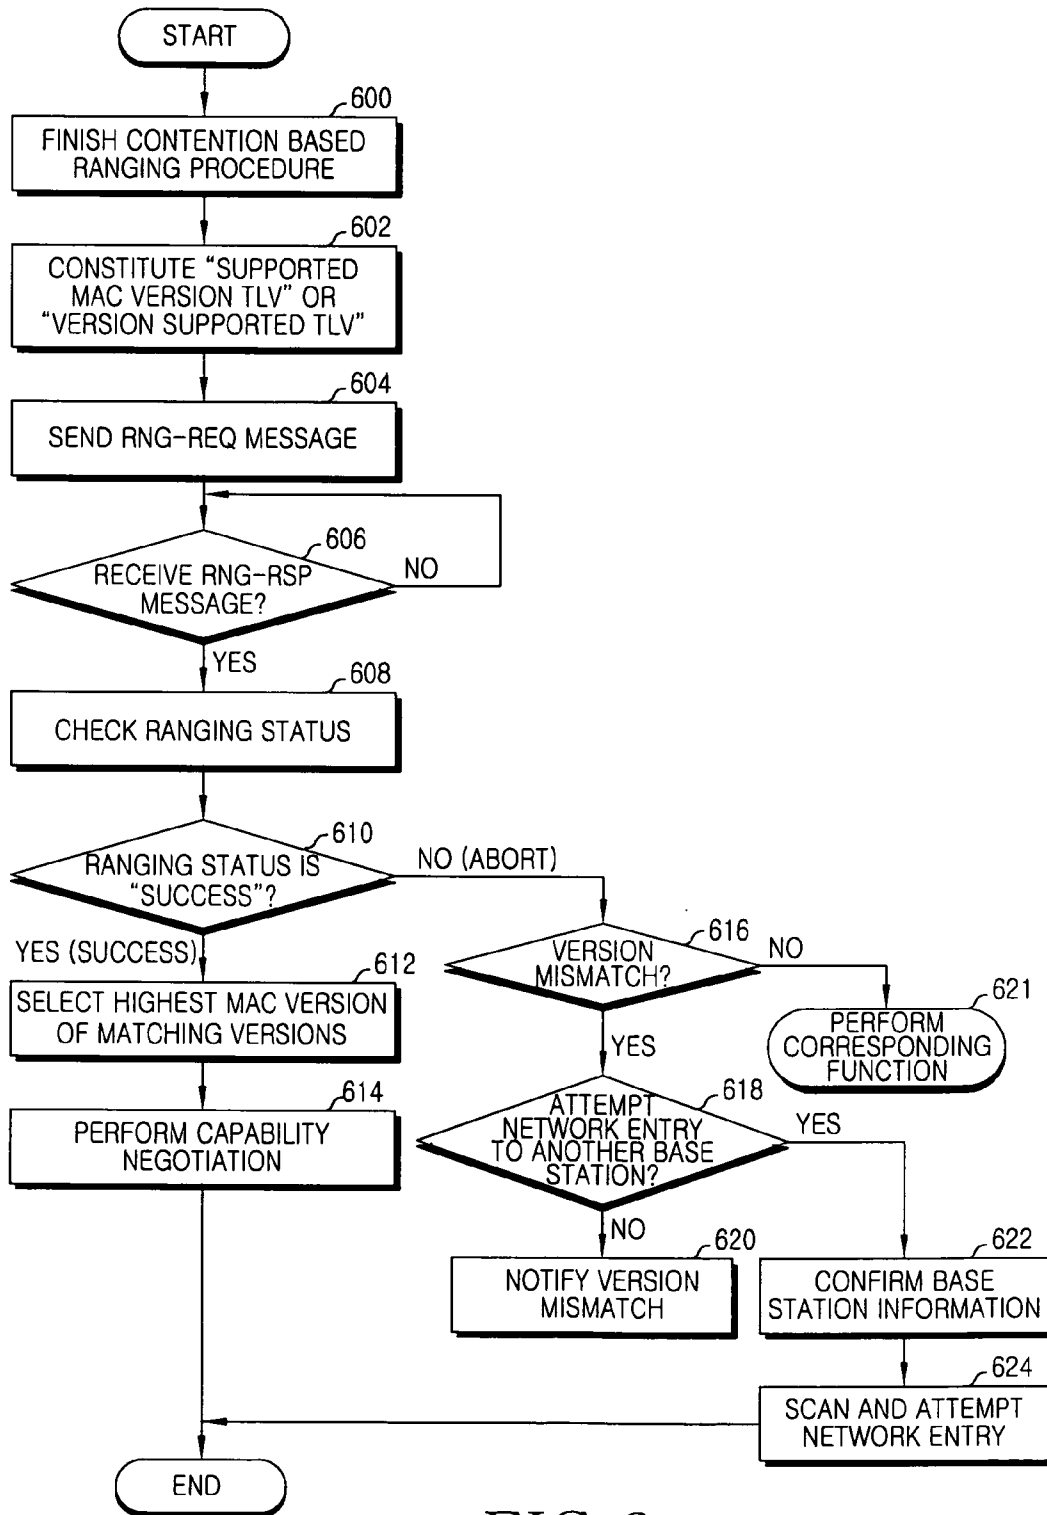 START
600
FINISH CONTENTION BASED
RANGING PROCEDURE
602
CONSTITUTE “SUPPORTED
MAC VERSION TLV” OR
“VERSION SUPPORTED TLV”
604
SEND RNG-REQ MESSAGE
606
RECEIVE RNG-RSP
MESSAGE?
NO
YES
608
CHECK RANGING STATUS
610
RANGING STATUS IS
“SUCCESS”?
NO (ABORT)
YES (SUCCESS)
612
SELECT HIGHEST MAC VERSION
OF MATCHING VERSIONS
614
PERFORM CAPABILITY
NEGOTIATION
616
VERSION
MISMATCH?
NO
621
PERFORM
CORRESPONDING
FUNCTION
YES
618
ATTEMPT
NETWORK ENTRY
TO ANOTHER BASE
STATION?
YES
NO
620
NOTIFY VERSION
MISMATCH
622
CONFIRM BASE
STATION INFORMATION
624
SCAN AND ATTEMPT
NETWORK ENTRY
END